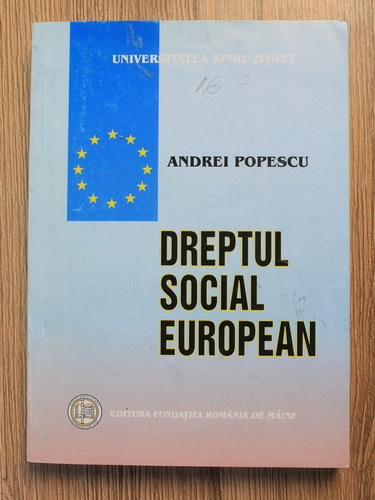 UNIVERSITATEA SPIRU HARET
16
ANDREI POPESCU
DREPTUL
SOCIAL
EUROPEAN
EDITURA FUNDAȚIEI ROMÂNIA DE MÂINE